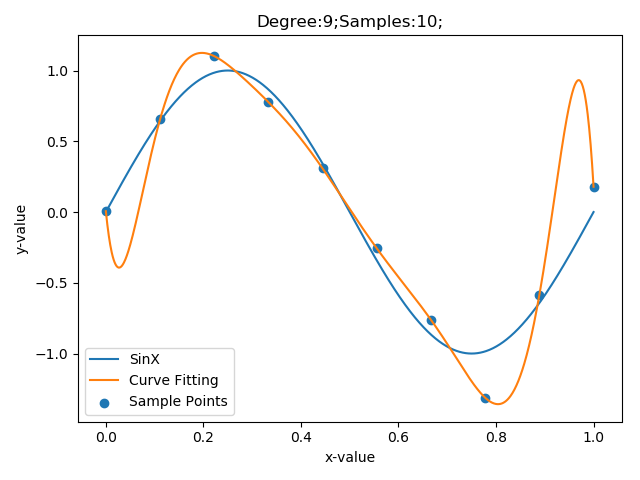 Degree:9;Samples:10;
1.0
0.5
0.0
−0.5
−1.0
y-value
SinX
Curve Fitting
Sample Points
0.0 0.2 0.4 0.6 0.8 1.0
x-value